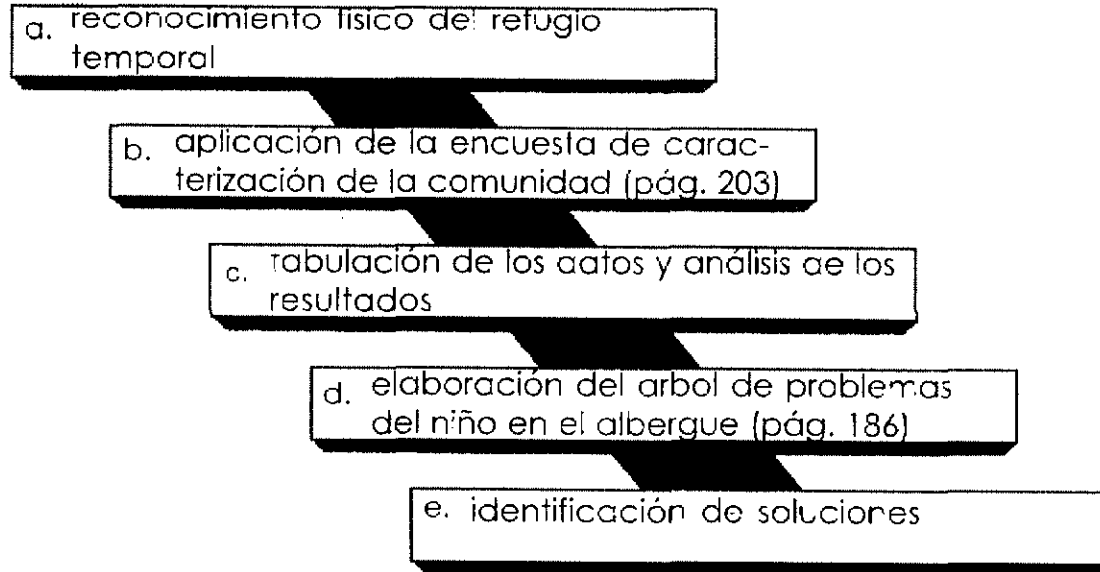 a. reconocimiento físico del refugio
temporal
b. aplicación de la encuesta de carac-
terización de la comunidad (pág. 203)
c. Tabulación de los datos y análisis de los
resultados
d. elaboración del arbol de problemas
del niño en el albergue (pág. 186)
e. identificación de soluciones